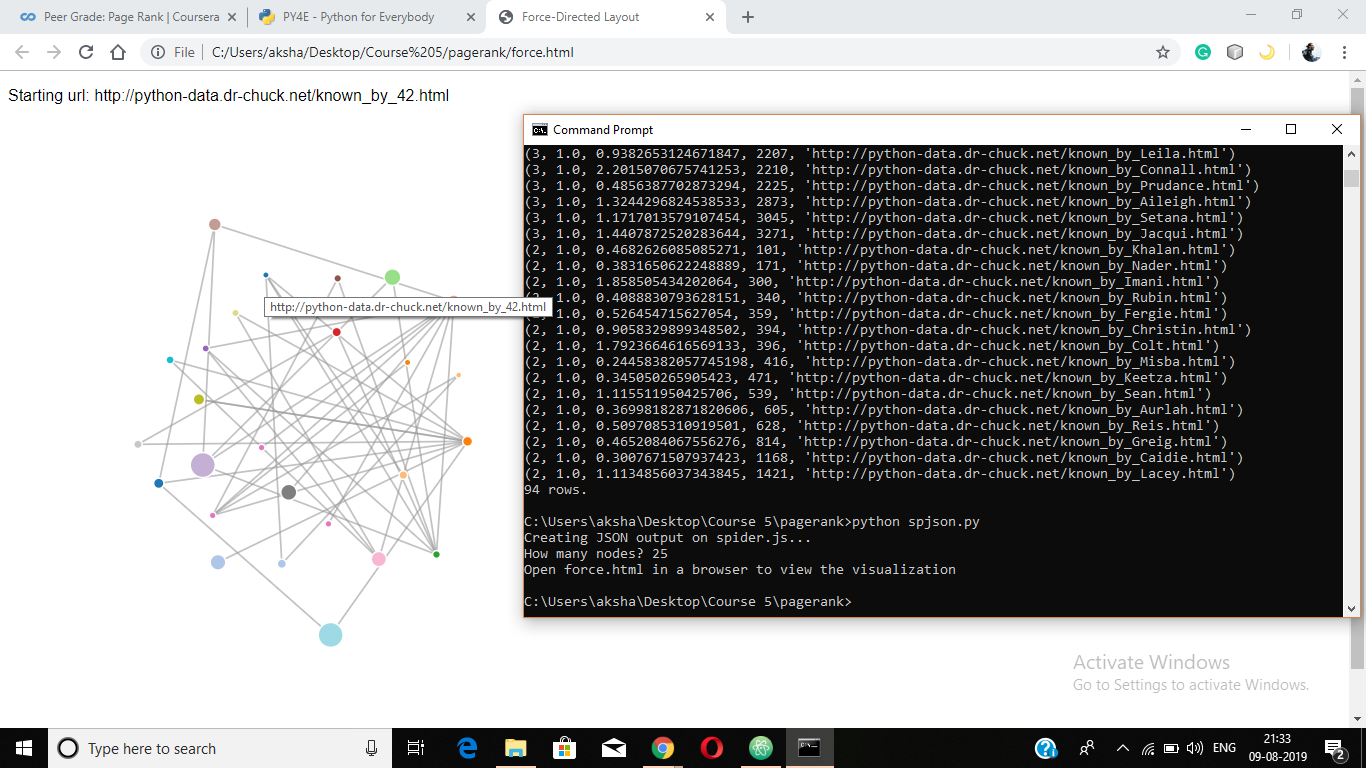 Peer Grade: Page Rank | Coursera
PY4E - Python for Everybody
Force-Directed Layout
File
C:/Users/aksha/Desktop/Course%205/pagerank/force.html
Starting url: http://python-data.dr-chuck.net/known_by_42.html
http://python-data.dr-chuck.net/known_by_42.html
Command Prompt
(3, 1.0, 0.9382653124671847, 2207, 'http://python-data.dr-chuck.net/known_by_Leila.html')
(3, 1.0, 2.2015070675741253, 2210, 'http://python-data.dr-chuck.net/known_by_Connall.html')
(3, 1.0, 0.4856387702873294, 2225, 'http://python-data.dr-chuck.net/known_by_Prudance.html')
(3, 1.0, 1.3244296824538533, 2873, 'http://python-data.dr-chuck.net/known_by_Aileigh.html')
(3, 1.0, 1.1717013579107454, 3045, 'http://python-data.dr-chuck.net/known_by_Setana.html')
(3, 1.0, 1.4407872520283644, 3271, 'http://python-data.dr-chuck.net/known_by_Jacqui.html')
(2, 1.0, 0.4682626085085271, 101, 'http://python-data.dr-chuck.net/known_by_Khalan.html')
(2, 1.0, 0.3831650622248889, 171, 'http://python-data.dr-chuck.net/known_by_Nader.html')
(2, 1.0, 1.858505434202064, 300, 'http://python-data.dr-chuck.net/known_by_Imani.html')
1.0, 0.4088830793628151, 340, 'http://python-data.dr-chuck.net/known_by_Rubin.html')
(2, 1.0, 0.526454715627054, 359, 'http://python-data.dr-chuck.net/known_by_Fergie.html')
(2, 1.0, 0.9058329899348502, 394, 'http://python-data.dr-chuck.net/known_by_Christin.html')
(2, 1.0, 1.7923664616569133, 396, 'http://python-data.dr-chuck.net/known_by_Colt.html')
(2, 1.0, 0.24458382057745198, 416, 'http://python-data.dr-chuck.net/known_by_Misba.html')
(2, 1.0, 0.345050265905423, 471, 'http://python-data.dr-chuck.net/known_by_Keetza.html')
(2, 1.0, 1.115511950425706, 539, 'http://python-data.dr-chuck.net/known_by_Sean.html')
(2, 1.0, 0.36998182871820606, 605, 'http://python-data.dr-chuck.net/known_by_Aurlah.html')
(2, 1.0, 0.5097085310919501, 628, 'http://python-data.dr-chuck.net/known_by_Reis.html')
(2, 1.0, 0.4652084067556276, 814, 'http://python-data.dr-chuck.net/known_by_Greig.html')
(2, 1.0, 0.3007671507937423, 1168, 'http://python-data.dr-chuck.net/known_by_Caidie.html')
(2, 1.0, 1.1134856037343845, 1421, 'http://python-data.dr-chuck.net/known_by_Lacey.html')
94 rows.
C:\Users\aksha\Desktop\Course 5\pagerank>python spjson.py
Creating JSON output on spider.js...
How many nodes? 25
Open force.html in a browser to view the visualization
C:\Users\aksha\Desktop\Course 5\pagerank>
Activate Windows
Go to Settings to activate Windows.
Type here to search
ENG
21:33
09-08-2019
2